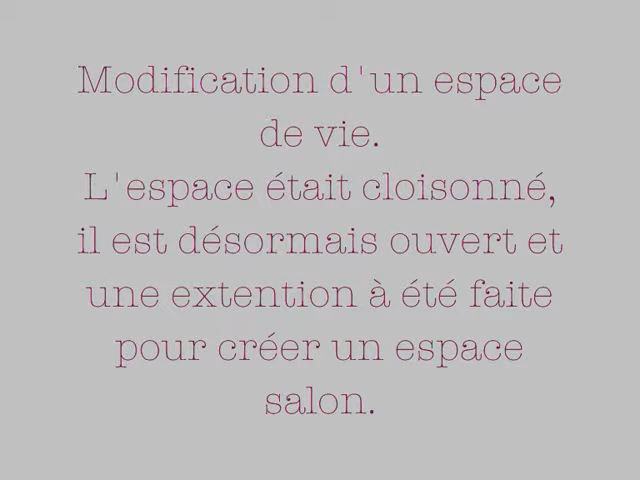 Modification d'un espace
de vie.
L'espace était cloisonné,
il est désormais ouvert et
une extention à été faite
pour créer un espace
salon.